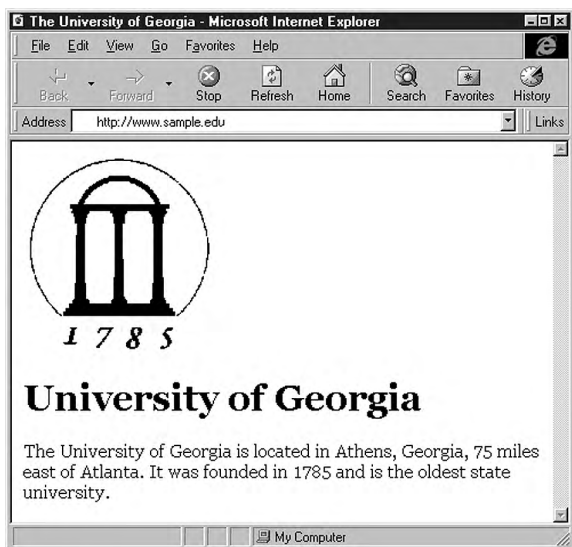 The University of Georgia - Microsoft Internet Explorer
File Edit View Go Favorites Help
Back Forward Stop Refresh Home Search Favorites History
Address http://www.sample.edu Links
1785
University of Georgia
The University of Georgia is located in Athens, Georgia, 75 miles
east of Atlanta. It was founded in 1785 and is the oldest state
university.
My Computer